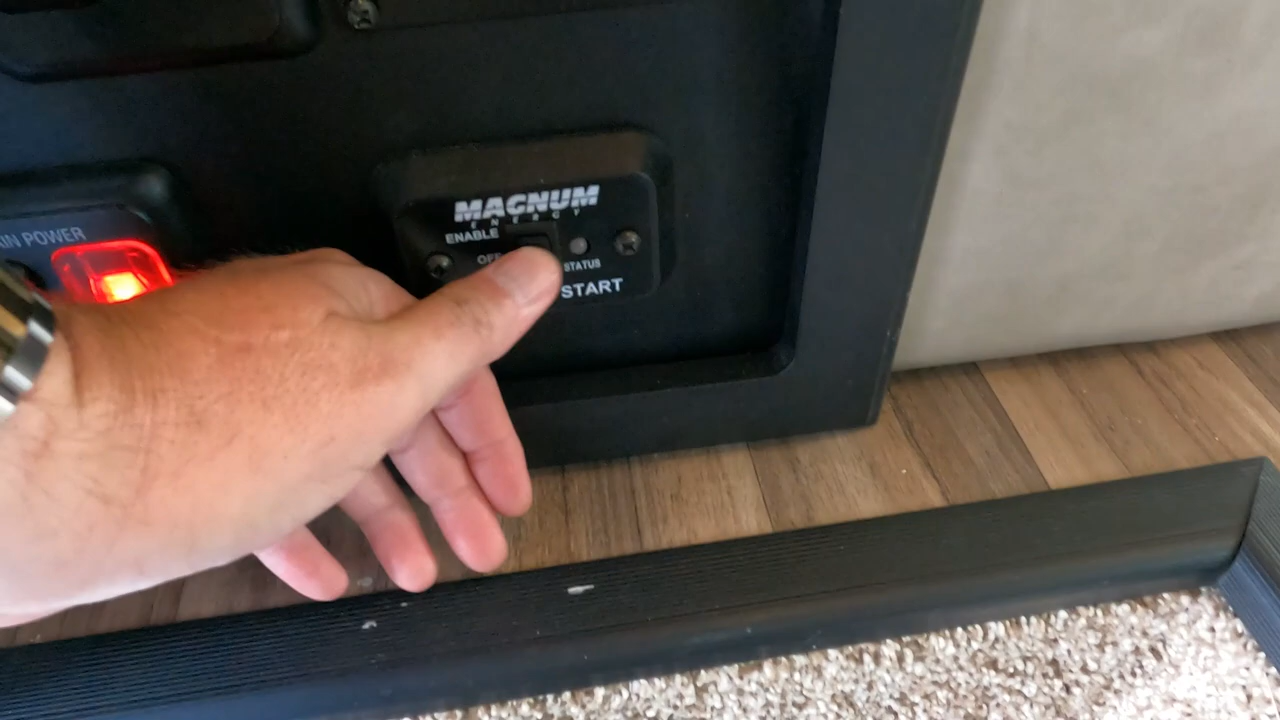 AIN POWER
MAGNUM
ENERGY
ENABLE
OFF
STATUS
START